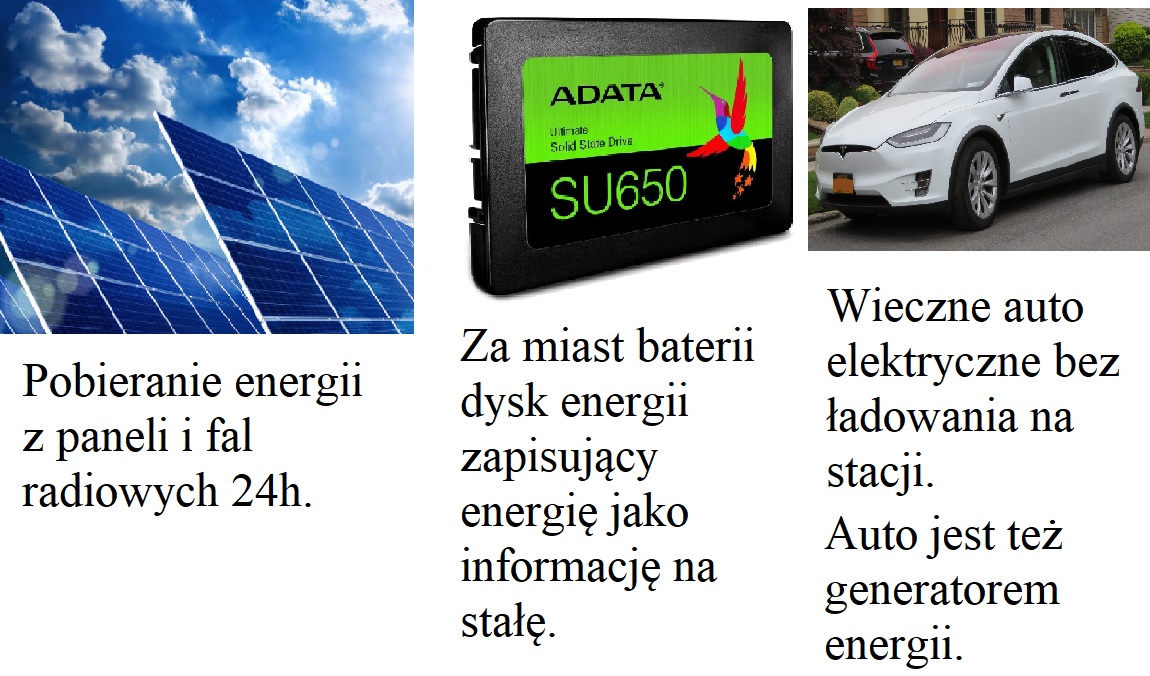 Pobieranie energii
z paneli i fal
radiowych 24h.
ADATA
Ultimate
Solid State Drive
SU650
Za miast baterii
dysk energii
zapisujący
energię jako
informację na
stałę.
Wieczne auto
elektryczne bez
ładowania na
stacji.
Auto jest też
generatorem
energii.